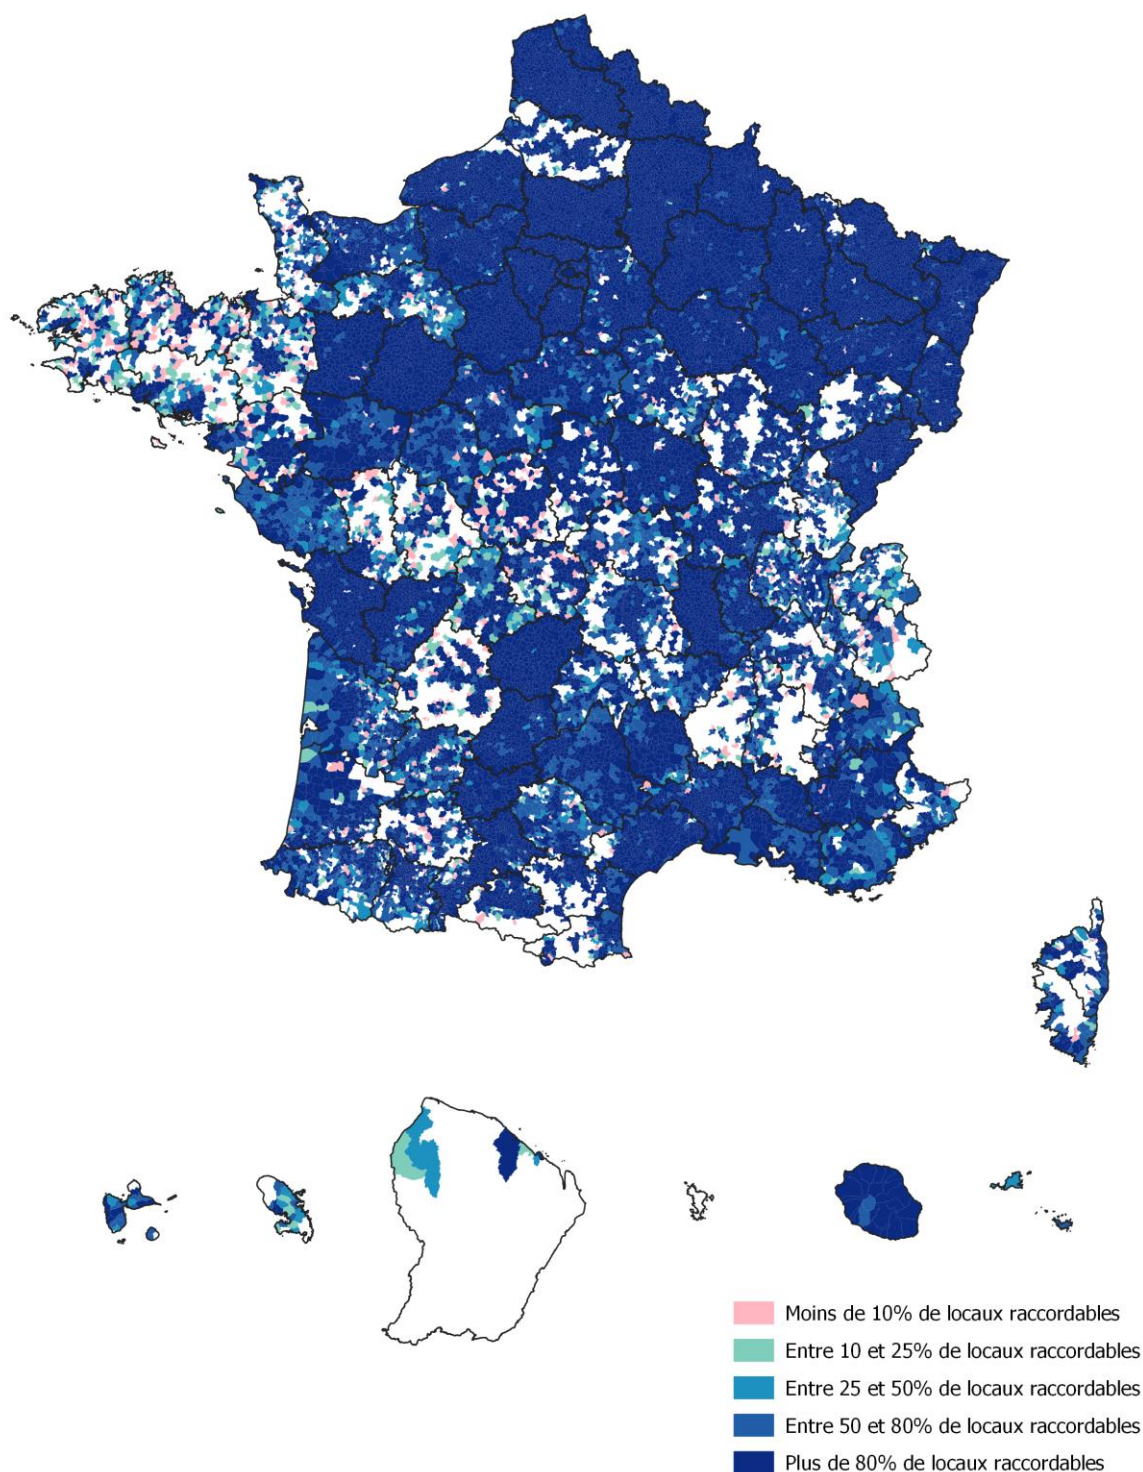 Moins de 10% de locaux raccordables
Entre 10 et 25% de locaux raccordables
Entre 25 et 50% de locaux raccordables
Entre 50 et 80% de locaux raccordables
Plus de 80% de locaux raccordables